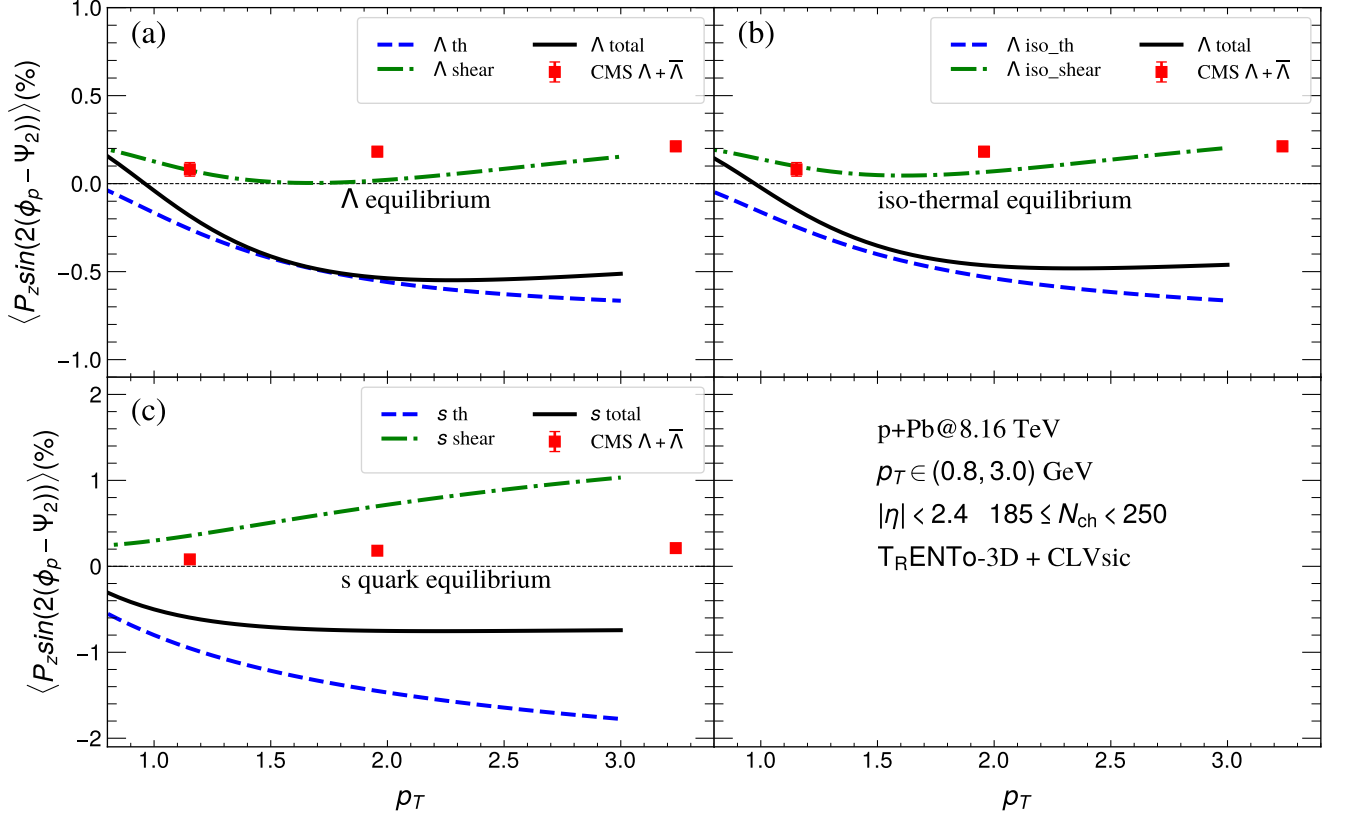 (a)
Λ th
Λ shear
Λ total
CMS Λ + Λ̅
1.0
0.5
0.0
−0.5
−1.0
⟨P_z sin(2(ϕ_p − Ψ_2))⟩(%)
Λ equilibrium
(b)
Λ iso_th
Λ iso_shear
Λ total
CMS Λ + Λ̅
iso-thermal equilibrium
(c)
s th
s shear
s total
CMS Λ + Λ̅
2
1
0
−1
−2
⟨P_z sin(2(ϕ_p − Ψ_2))⟩(%)
s quark equilibrium
1.0 1.5 2.0 2.5 3.0
p_T
p+Pb@8.16 TeV
p_T ∈ (0.8, 3.0) GeV
|η| < 2.4 185 ≤ N_ch < 250
T_RENTo-3D + CLVsic
1.0 1.5 2.0 2.5 3.0
p_T